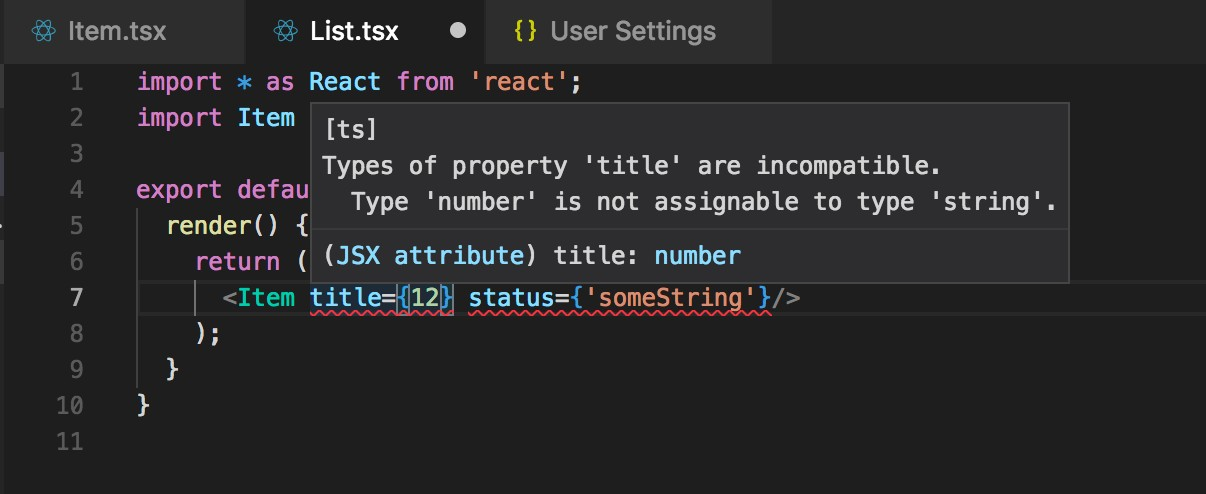 Item.tsx
List.tsx
{} User Settings
1 import * as React from 'react';
2 import Item
[ts]
3
Types of property 'title' are incompatible.
4 export defau
Type 'number' is not assignable to type 'string'.
5 render() {
6 return (
(JSX attribute) title: number
7 <Item title={12} status={'someString'}/>
8 );
9 }
10 }
11